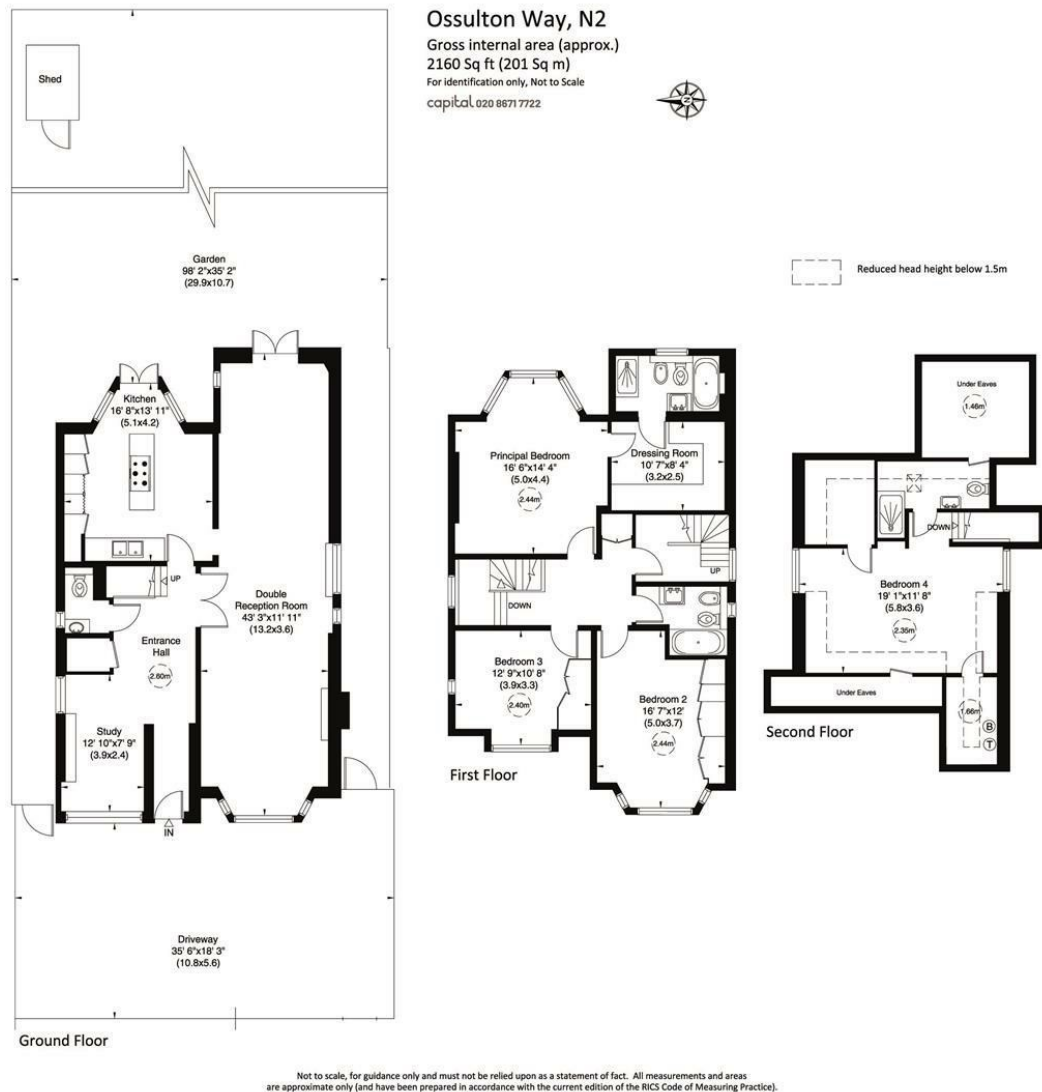 Ossulton Way, N2
Gross internal area (approx.)
2160 Sq ft (201 Sq m)
For identification only, Not to Scale
capital 020 8671 7722
N
Shed
Garden
98' 2"x35' 2"
(29.9x10.7)
Reduced head height below 1.5m
Kitchen
16' 8"x13' 11"
(5.1x4.2)
UP
Double
Reception Room
43' 3"x11' 11"
(13.2x3.6)
Entrance
Hall
2.60m
Study
12' 10"x7' 9"
(3.9x2.4)
IN
Driveway
35' 6"x18' 3"
(10.8x5.6)
Ground Floor
Principal Bedroom
16' 6"x14' 4"
(5.0x4.4)
2.44m
Dressing Room
10' 7"x8' 4"
(3.2x2.5)
UP
DOWN
Bedroom 3
12' 9"x10' 8"
(3.9x3.3)
2.40m
Bedroom 2
16' 7"x12'
(5.0x3.7)
2.44m
First Floor
Under Eaves
1.46m
DOWN
Bedroom 4
19' 1"x11' 8"
(5.8x3.6)
2.35m
Under Eaves
1.66m
B
T
Second Floor
Not to scale, for guidance only and must not be relied upon as a statement of fact. All measurements and areas
are approximate only (and have been prepared in accordance with the current edition of the RICS Code of Measuring Practice).